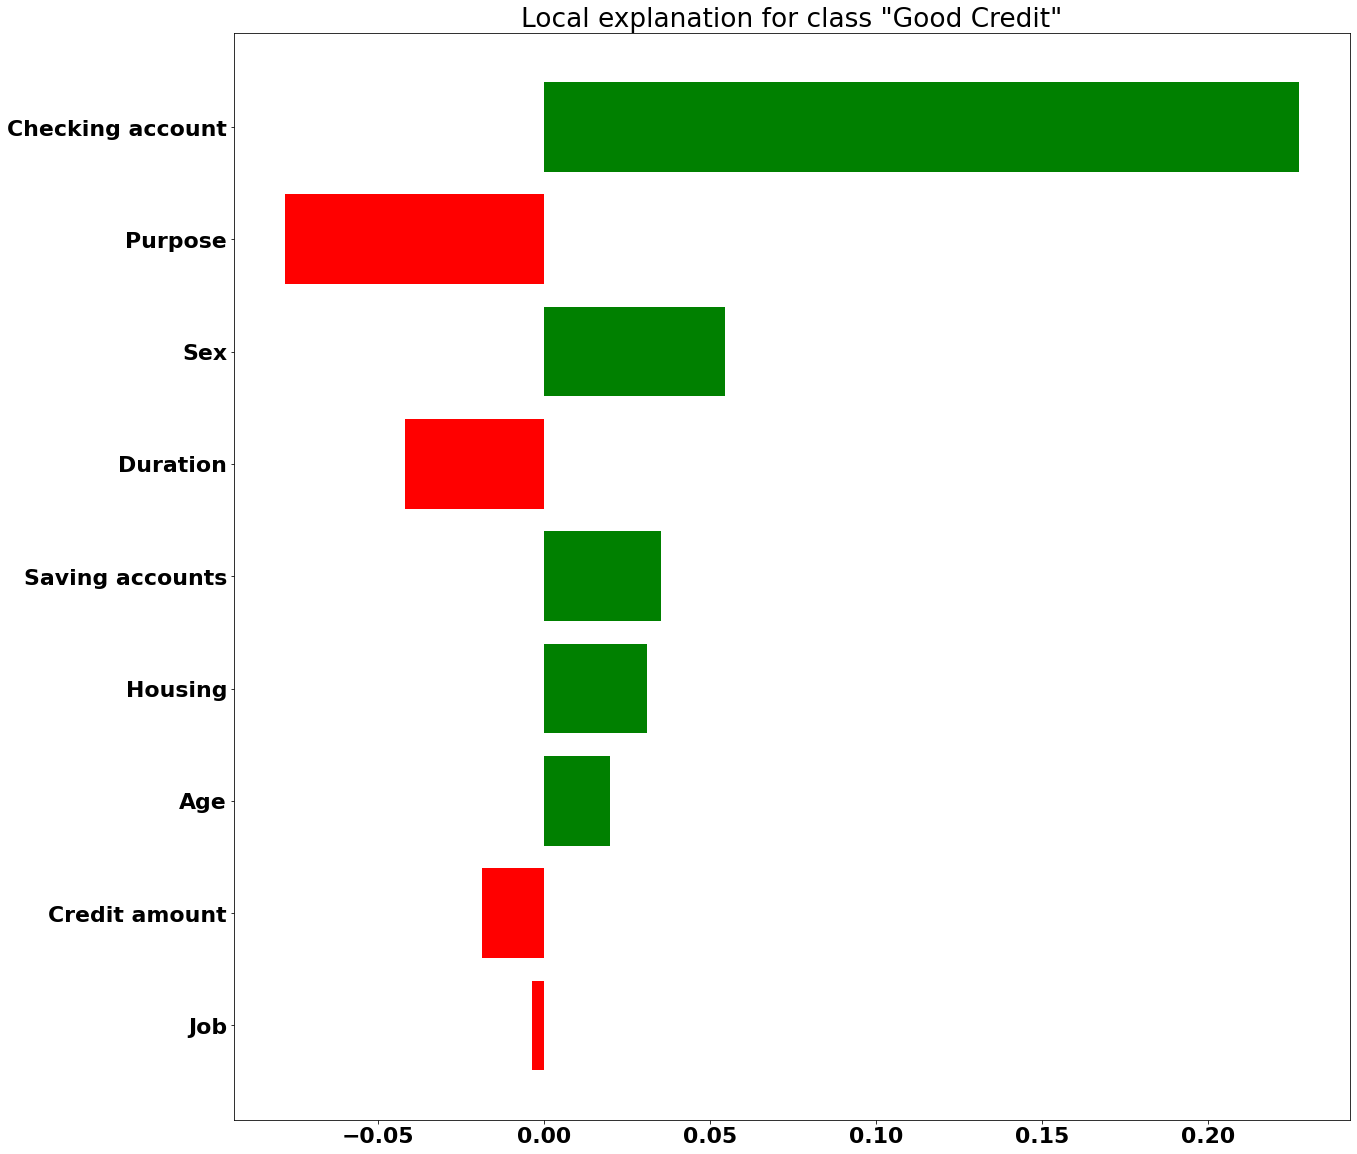 Local explanation for class "Good Credit"
Checking account
Purpose
Sex
Duration
Saving accounts
Housing
Age
Credit amount
Job
−0.05 0.00 0.05 0.10 0.15 0.20